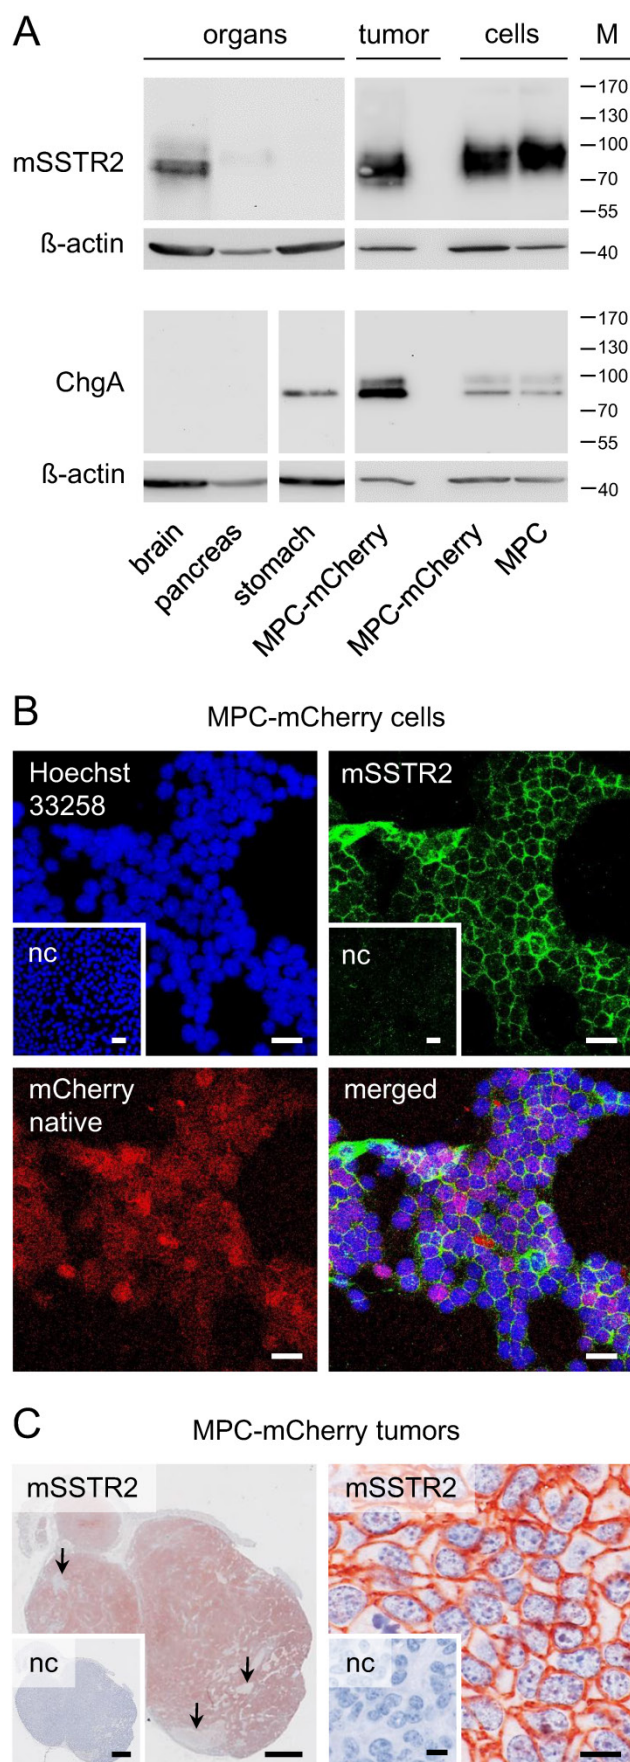 A
organs tumor cells M
mSSTR2
–170
–130
–100
–70
–55
ß-actin
–40
ChgA
–170
–130
–100
–70
–55
ß-actin
–40
brain
pancreas
stomach
MPC-mCherry
MPC-mCherry
MPC
B
MPC-mCherry cells
Hoechst
33258
nc
mSSTR2
nc
mCherry
native
merged
C
MPC-mCherry tumors
mSSTR2
nc
mSSTR2
nc